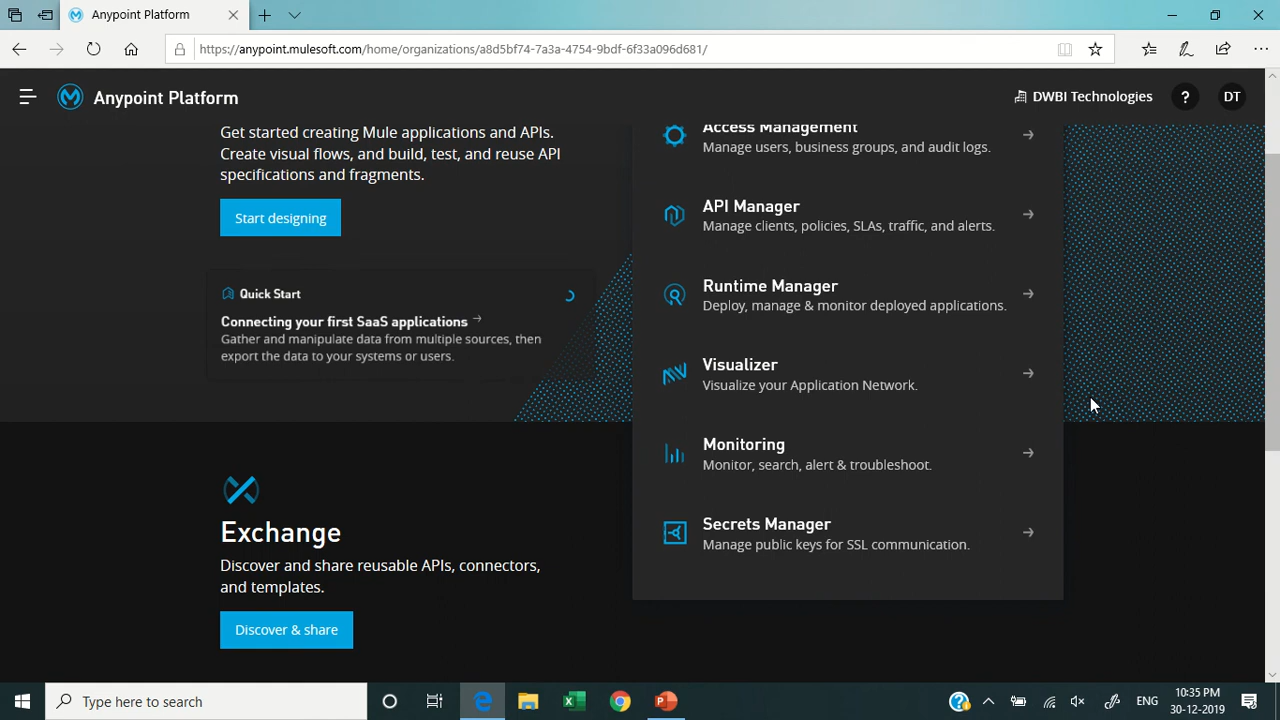 Anypoint Platform
https://anypoint.mulesoft.com/home/organizations/a8d5bf74-7a3a-4754-9bdf-6f33a096d681/
Anypoint Platform
DWBI Technologies
?
DT
Get started creating Mule applications and APIs.
Create visual flows, and build, test, and reuse API
specifications and fragments.
Start designing
Quick Start
Connecting your first SaaS applications →
Gather and manipulate data from multiple sources, then
export the data to your systems or users.
Exchange
Discover and share reusable APIs, connectors,
and templates.
Discover & share
Access Management
Manage users, business groups, and audit logs.
API Manager
Manage clients, policies, SLAs, traffic, and alerts.
Runtime Manager
Deploy, manage & monitor deployed applications.
Visualizer
Visualize your Application Network.
Monitoring
Monitor, search, alert & troubleshoot.
Secrets Manager
Manage public keys for SSL communication.
Type here to search
ENG
10:35 PM
30-12-2019